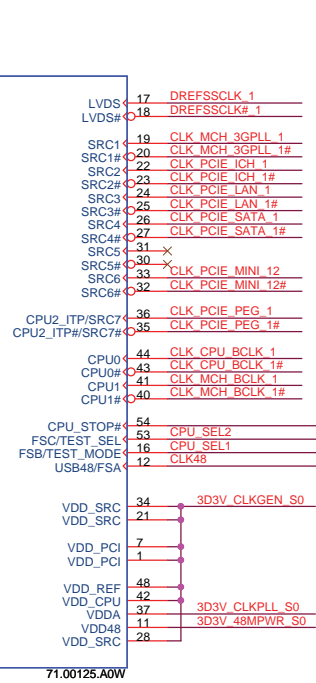 LVDS 17 DREFSSCLK_1
LVDS# 18 DREFSSCLK#_1
SRC1 19 CLK_MCH_3GPLL_1
SRC1# 20 CLK_MCH_3GPLL_1#
SRC2 22 CLK_PCIE_ICH_1
SRC2# 23 CLK_PCIE_ICH_1#
SRC3 24 CLK_PCIE_LAN_1
SRC3# 25 CLK_PCIE_LAN_1#
SRC4 26 CLK_PCIE_SATA_1
SRC4# 27 CLK_PCIE_SATA_1#
SRC5 31
SRC5# 30
SRC6 33 CLK_PCIE_MINI_12
SRC6# 32 CLK_PCIE_MINI_12#
CPU2_ITP/SRC7 36 CLK_PCIE_PEG_1
CPU2_ITP#/SRC7# 35 CLK_PCIE_PEG_1#
CPU0 44 CLK_CPU_BCLK_1
CPU0# 43 CLK_CPU_BCLK_1#
CPU1 41 CLK_MCH_BCLK_1
CPU1# 40 CLK_MCH_BCLK_1#
CPU_STOP# 54
FSC/TEST_SEL 53 CPU_SEL2
FSB/TEST_MODE 16 CPU_SEL1
USB48/FSA 12 CLK48
VDD_SRC 34 3D3V_CLKGEN_S0
VDD_SRC 21
VDD_PCI 7
VDD_PCI 1
VDD_REF 48
VDD_CPU 42
VDDA 37 3D3V_CLKPLL_S0
VDD48 11 3D3V_48MPWR_S0
VDD_SRC 28
71.00125.A0W